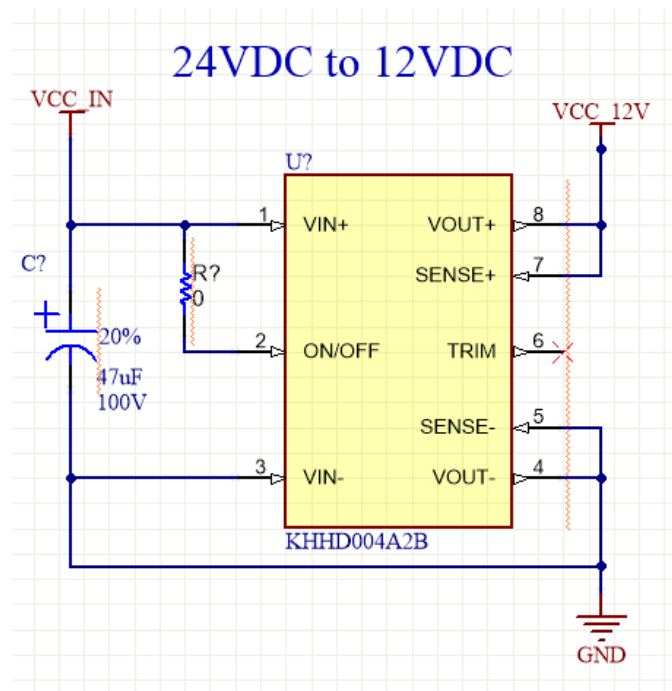 24VDC to 12VDC
VCC_IN
VCC_12V
U?
1 VIN+ VOUT+ 8
SENSE+ 7
C?
R?
0
+
20%
2 ON/OFF TRIM 6
47uF
100V
SENSE- 5
3 VIN- VOUT- 4
KHHD004A2B
GND